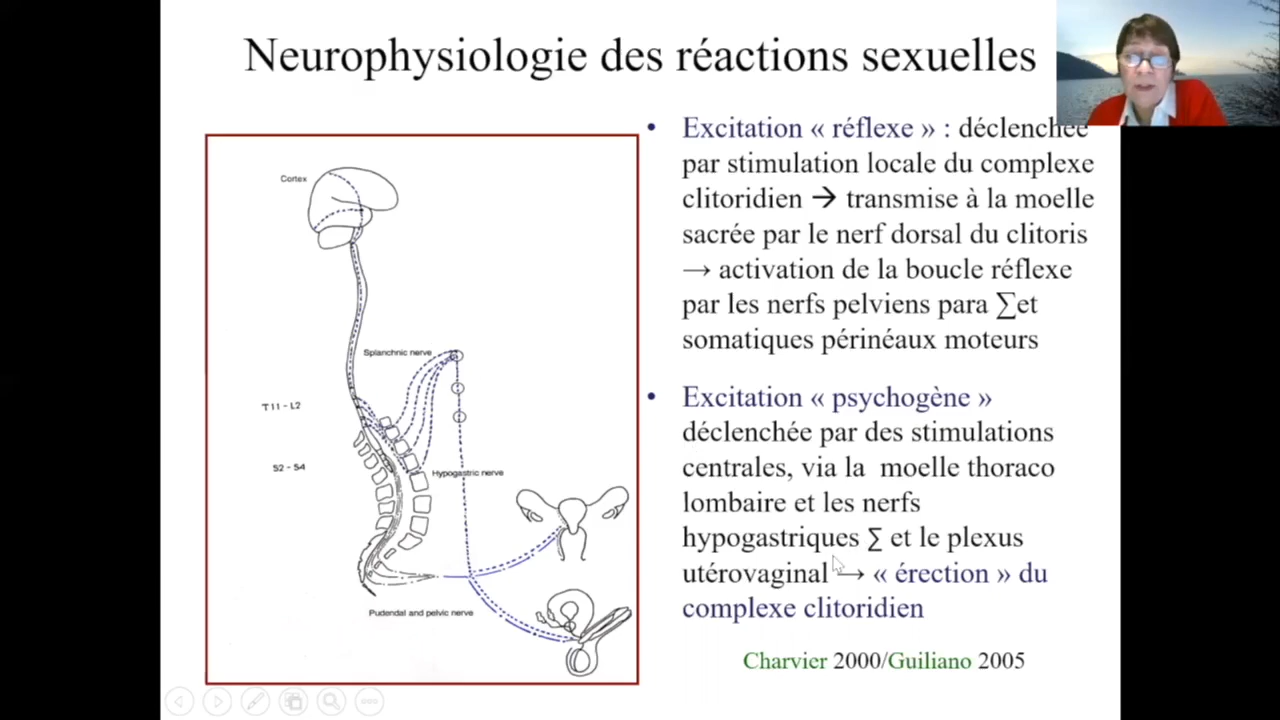 Neurophysiologie des réactions sexuelles
• Excitation « réflexe » : déclenchée
par stimulation locale du complexe
clitoridien → transmise à la moelle
sacrée par le nerf dorsal du clitoris
→ activation de la boucle réflexe
par les nerfs pelviens para ∑et
somatiques périnéaux moteurs
• Excitation « psychogène »
déclenchée par des stimulations
centrales, via la moelle thoraco
lombaire et les nerfs
hypogastriques ∑ et le plexus
utérovaginal → « érection » du
complexe clitoridien
Charvier 2000/Guiliano 2005
Cortex
Splanchnic nerve
T11 - L2
S2 - S4
Hypogastric nerve
Pudendal and pelvic nerve